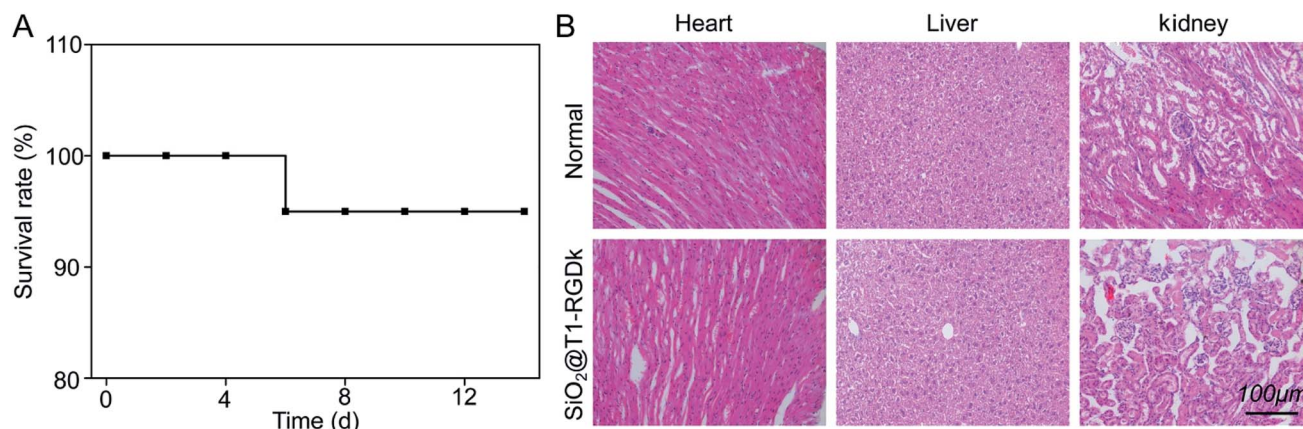 A
110
100
90
80
Survival rate (%)
0
4
8
12
Time (d)
B
Heart
Liver
kidney
Normal
SiO₂@T1-RGDk
100μm